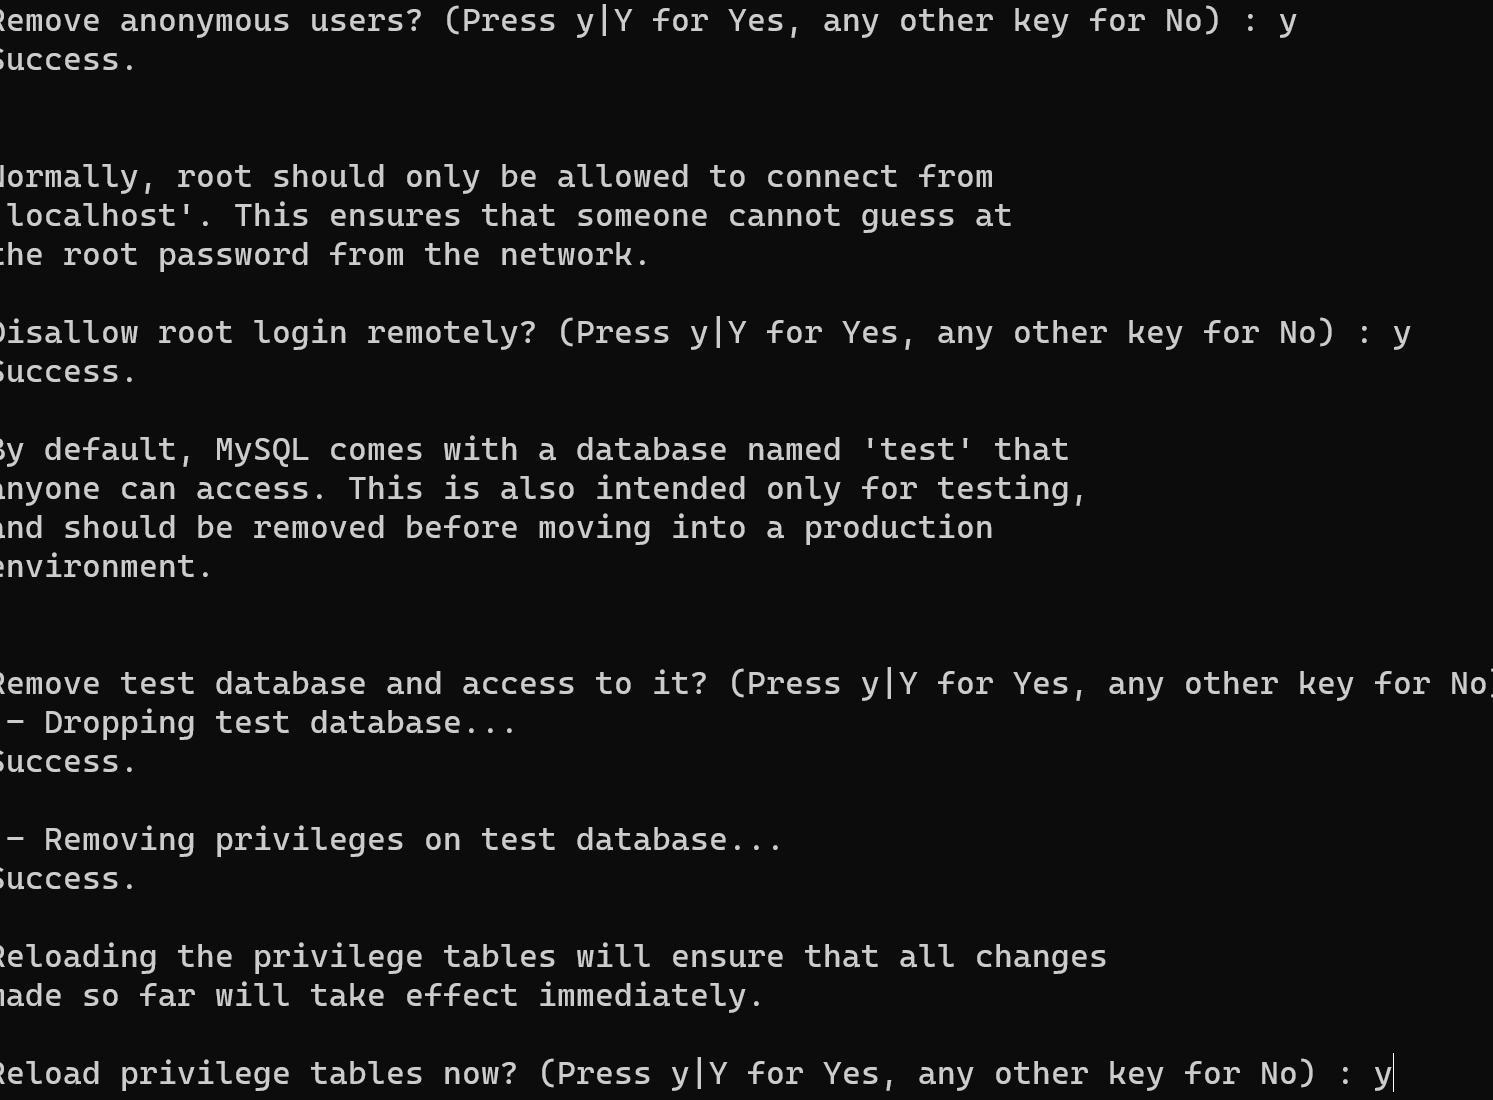 Remove anonymous users? (Press y|Y for Yes, any other key for No) : y
Success.
Normally, root should only be allowed to connect from
'localhost'. This ensures that someone cannot guess at
the root password from the network.
Disallow root login remotely? (Press y|Y for Yes, any other key for No) : y
Success.
By default, MySQL comes with a database named 'test' that
anyone can access. This is also intended only for testing,
and should be removed before moving into a production
environment.
Remove test database and access to it? (Press y|Y for Yes, any other key for No)
- Dropping test database...
Success.
- Removing privileges on test database...
Success.
Reloading the privilege tables will ensure that all changes
made so far will take effect immediately.
Reload privilege tables now? (Press y|Y for Yes, any other key for No) : y